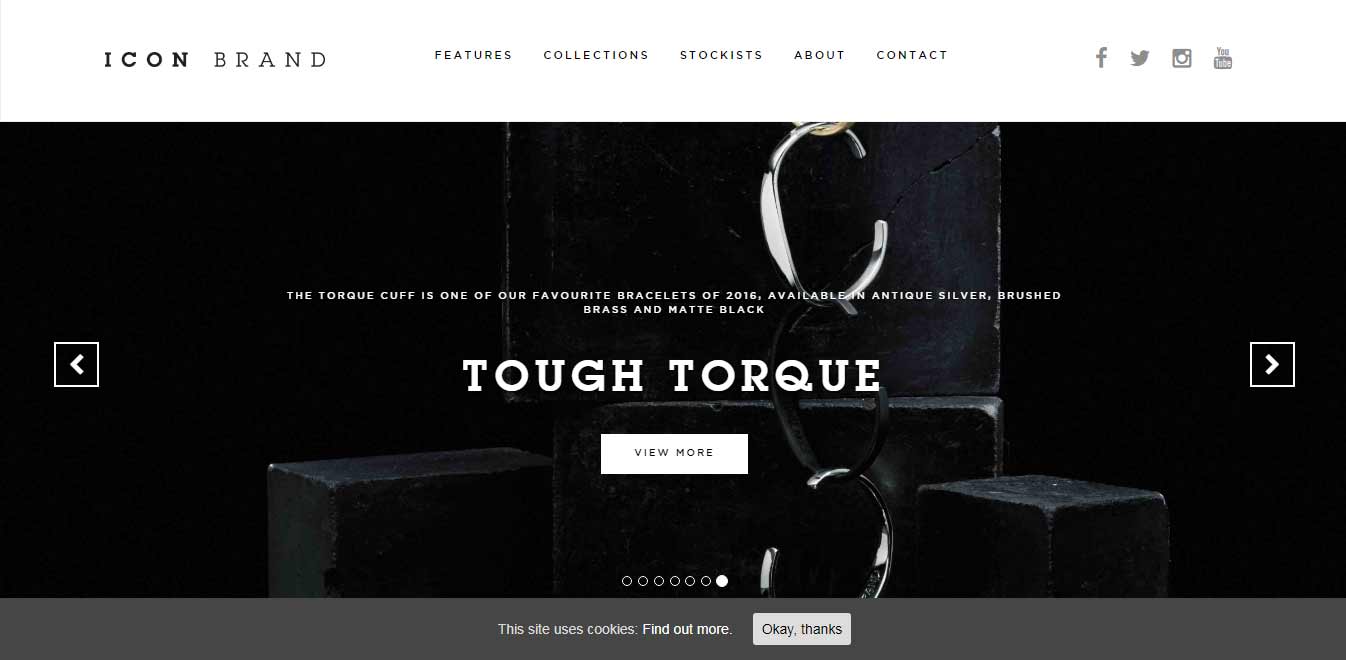 ICON BRAND
FEATURES COLLECTIONS STOCKISTS ABOUT CONTACT
You
Tube
THE TORQUE CUFF IS ONE OF OUR FAVOURITE BRACELETS OF 2016, AVAILABLE IN ANTIQUE SILVER, BRUSHED
BRASS AND MATTE BLACK
TOUGH TORQUE
VIEW MORE
This site uses cookies: Find out more. Okay, thanks